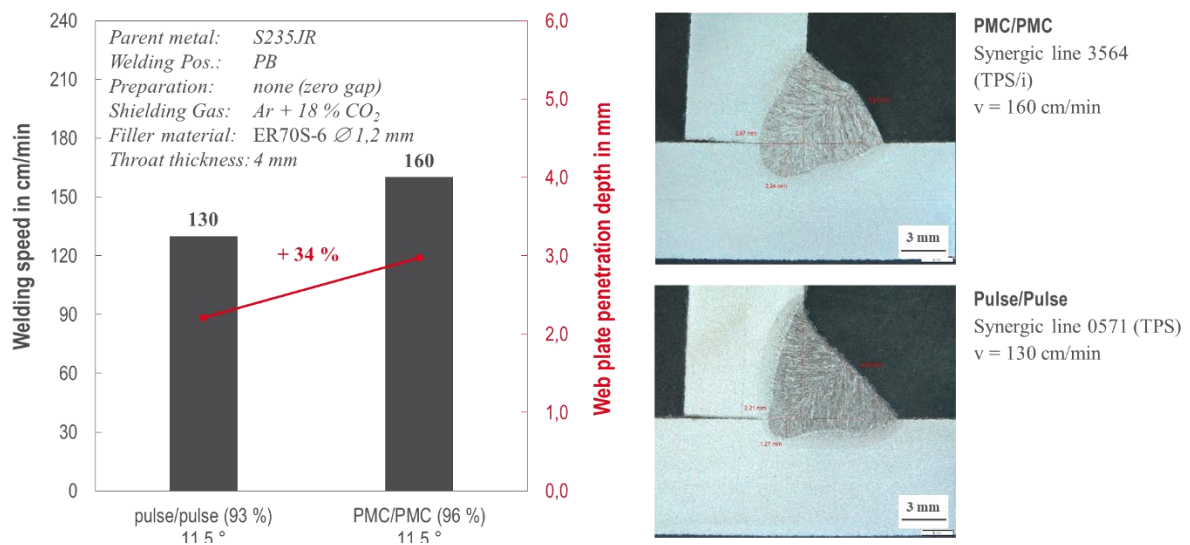 240
210
180
150
120
90
60
30
0
Welding speed in cm/min
Parent metal: S235JR
Welding Pos.: PB
Preparation: none (zero gap)
Shielding Gas: Ar + 18 % CO₂
Filler material: ER70S-6 Ø 1,2 mm
Throat thickness: 4 mm
130
160
+ 34 %
pulse/pulse (93 %)
11,5 °
PMC/PMC (96 %)
11,5 °
6,0
5,0
4,0
3,0
2,0
1,0
0,0
Web plate penetration depth in mm
2,24 mm
3 mm
PMC/PMC
Synergic line 3564
(TPS/i)
v = 160 cm/min
2,21 mm
1,27 mm
3 mm
Pulse/Pulse
Synergic line 0571 (TPS)
v = 130 cm/min